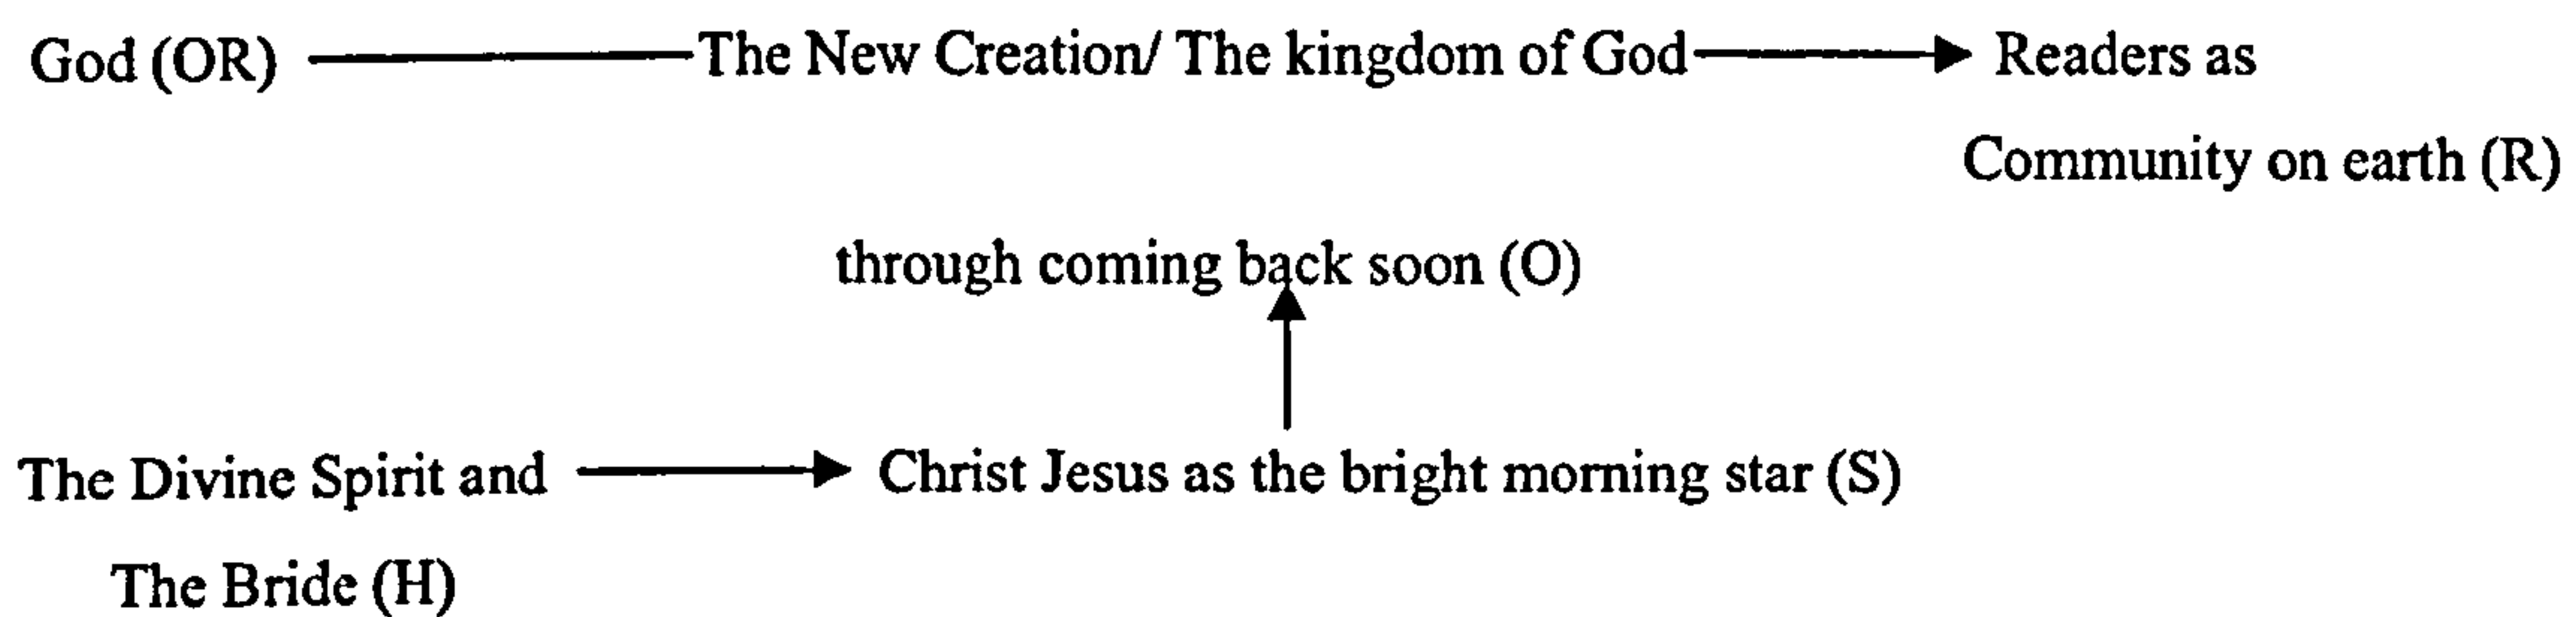 God (OR) The New Creation/ The kingdom of God Readers as
Community on earth (R)
through coming back soon (O)
The Divine Spirit and Christ Jesus as the bright morning star (S)
The Bride (H)